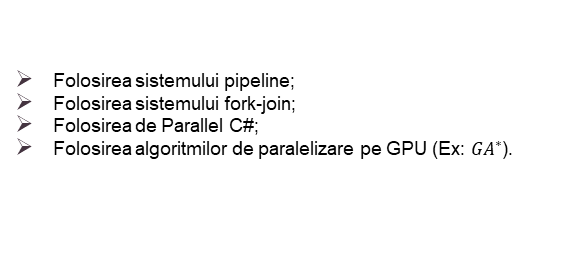 ➢ Folosirea sistemului pipeline;
➢ Folosirea sistemului fork-join;
➢ Folosirea de Parallel C#;
➢ Folosirea algoritmilor de paralelizare pe GPU (Ex: GA*).